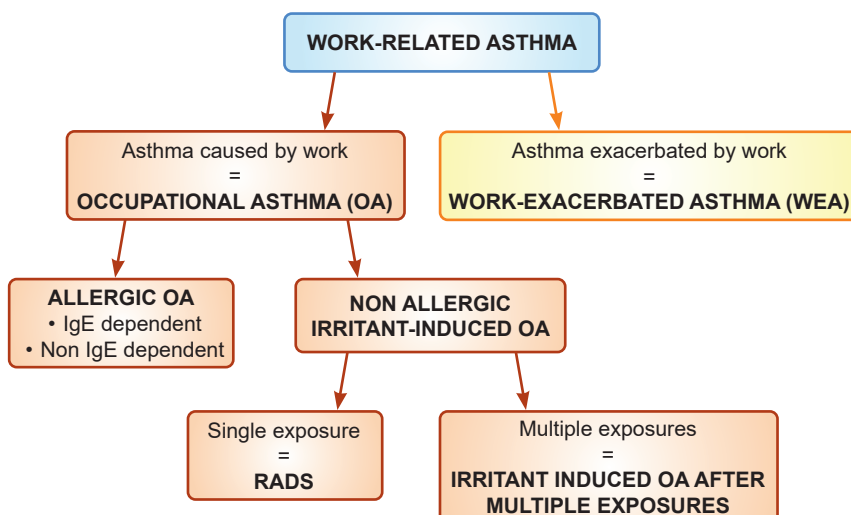 WORK-RELATED ASTHMA
Asthma caused by work
=
OCCUPATIONAL ASTHMA (OA)
Asthma exacerbated by work
=
WORK-EXACERBATED ASTHMA (WEA)
ALLERGIC OA
• IgE dependent
• Non IgE dependent
NON ALLERGIC
IRRITANT-INDUCED OA
Single exposure
=
RADS
Multiple exposures
=
IRRITANT INDUCED OA AFTER
MULTIPLE EXPOSURES